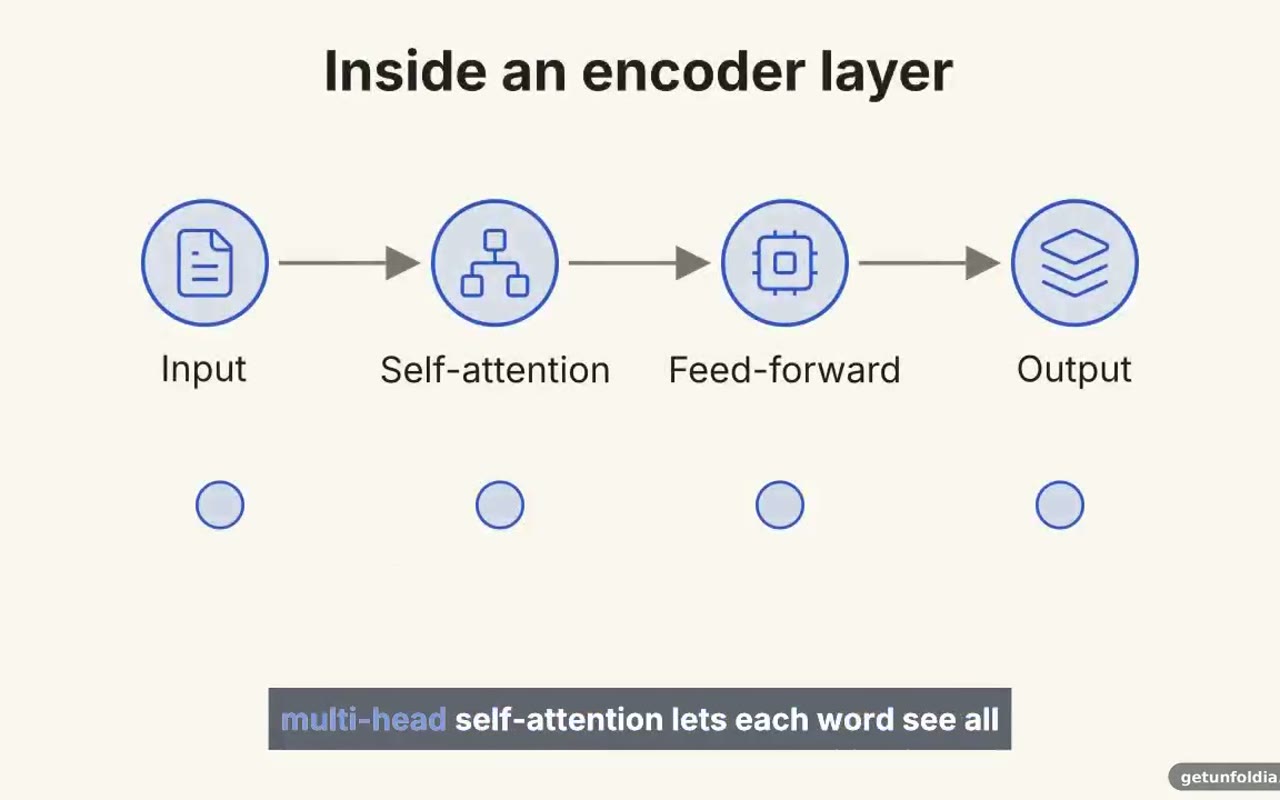 Inside an encoder layer
Input
Self-attention
Feed-forward
Output
multi-head self-attention lets each word see all
getunfoldia.